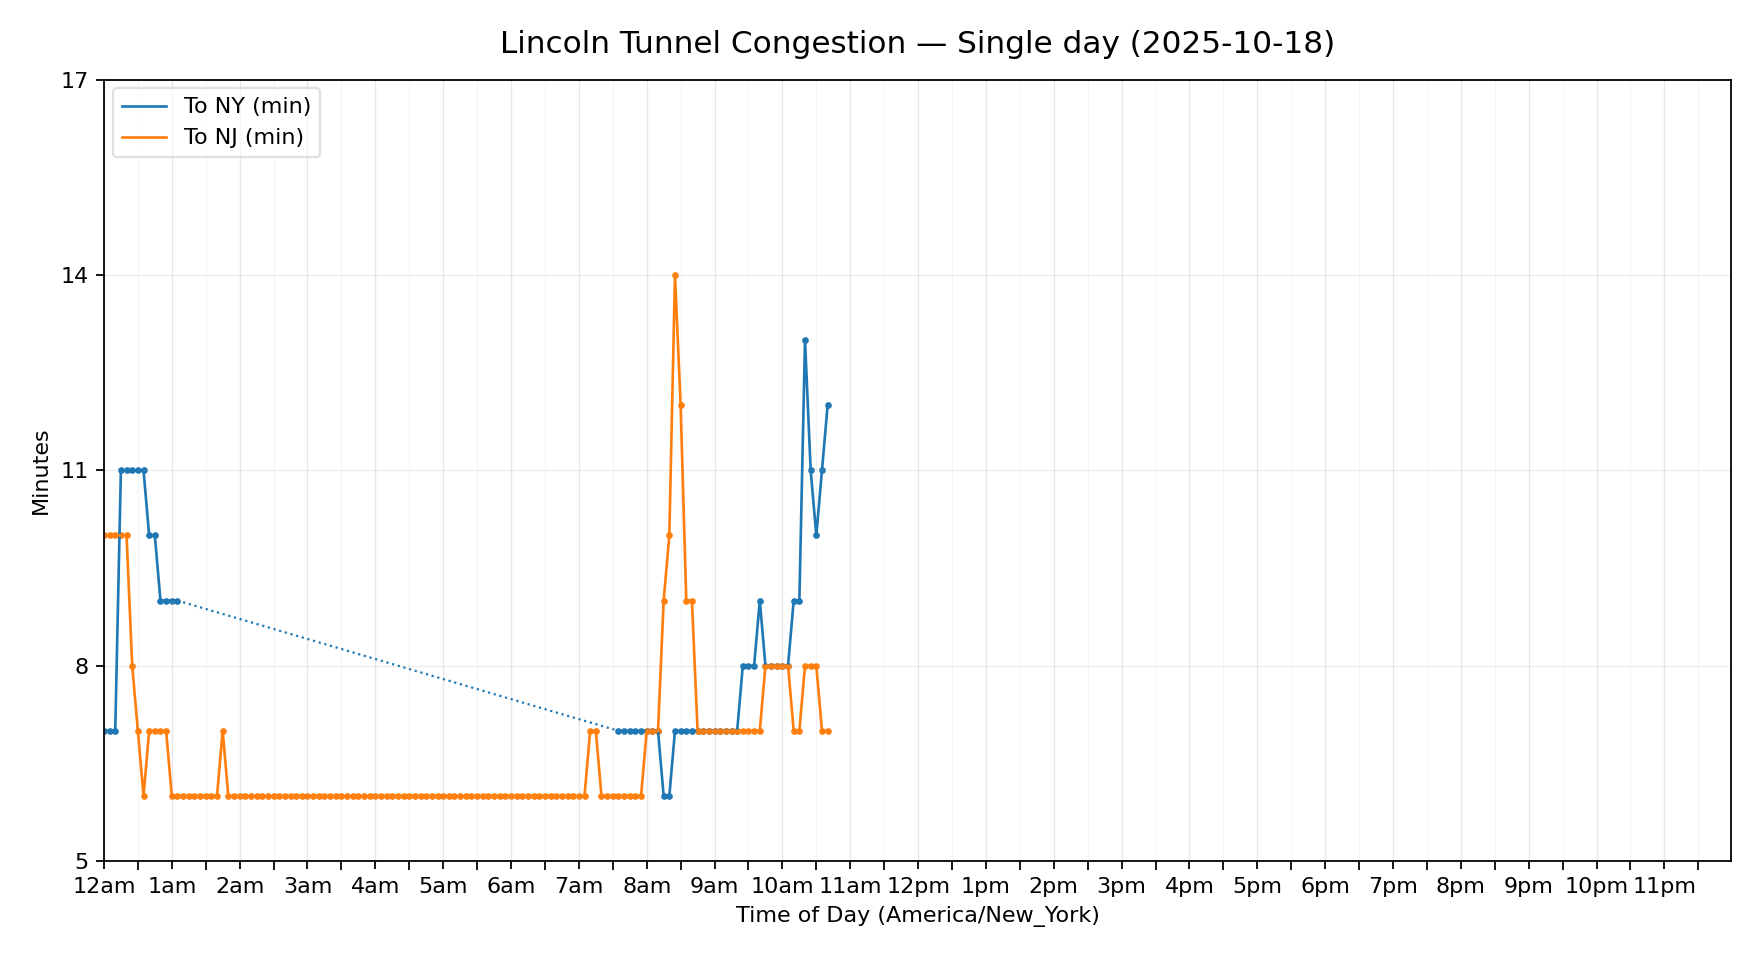 Lincoln Tunnel Congestion — Single day (2025-10-18)
17
14
11
8
5
Minutes
To NY (min)
To NJ (min)
12am 1am 2am 3am 4am 5am 6am 7am 8am 9am 10am 11am 12pm 1pm 2pm 3pm 4pm 5pm 6pm 7pm 8pm 9pm 10pm 11pm
Time of Day (America/New_York)